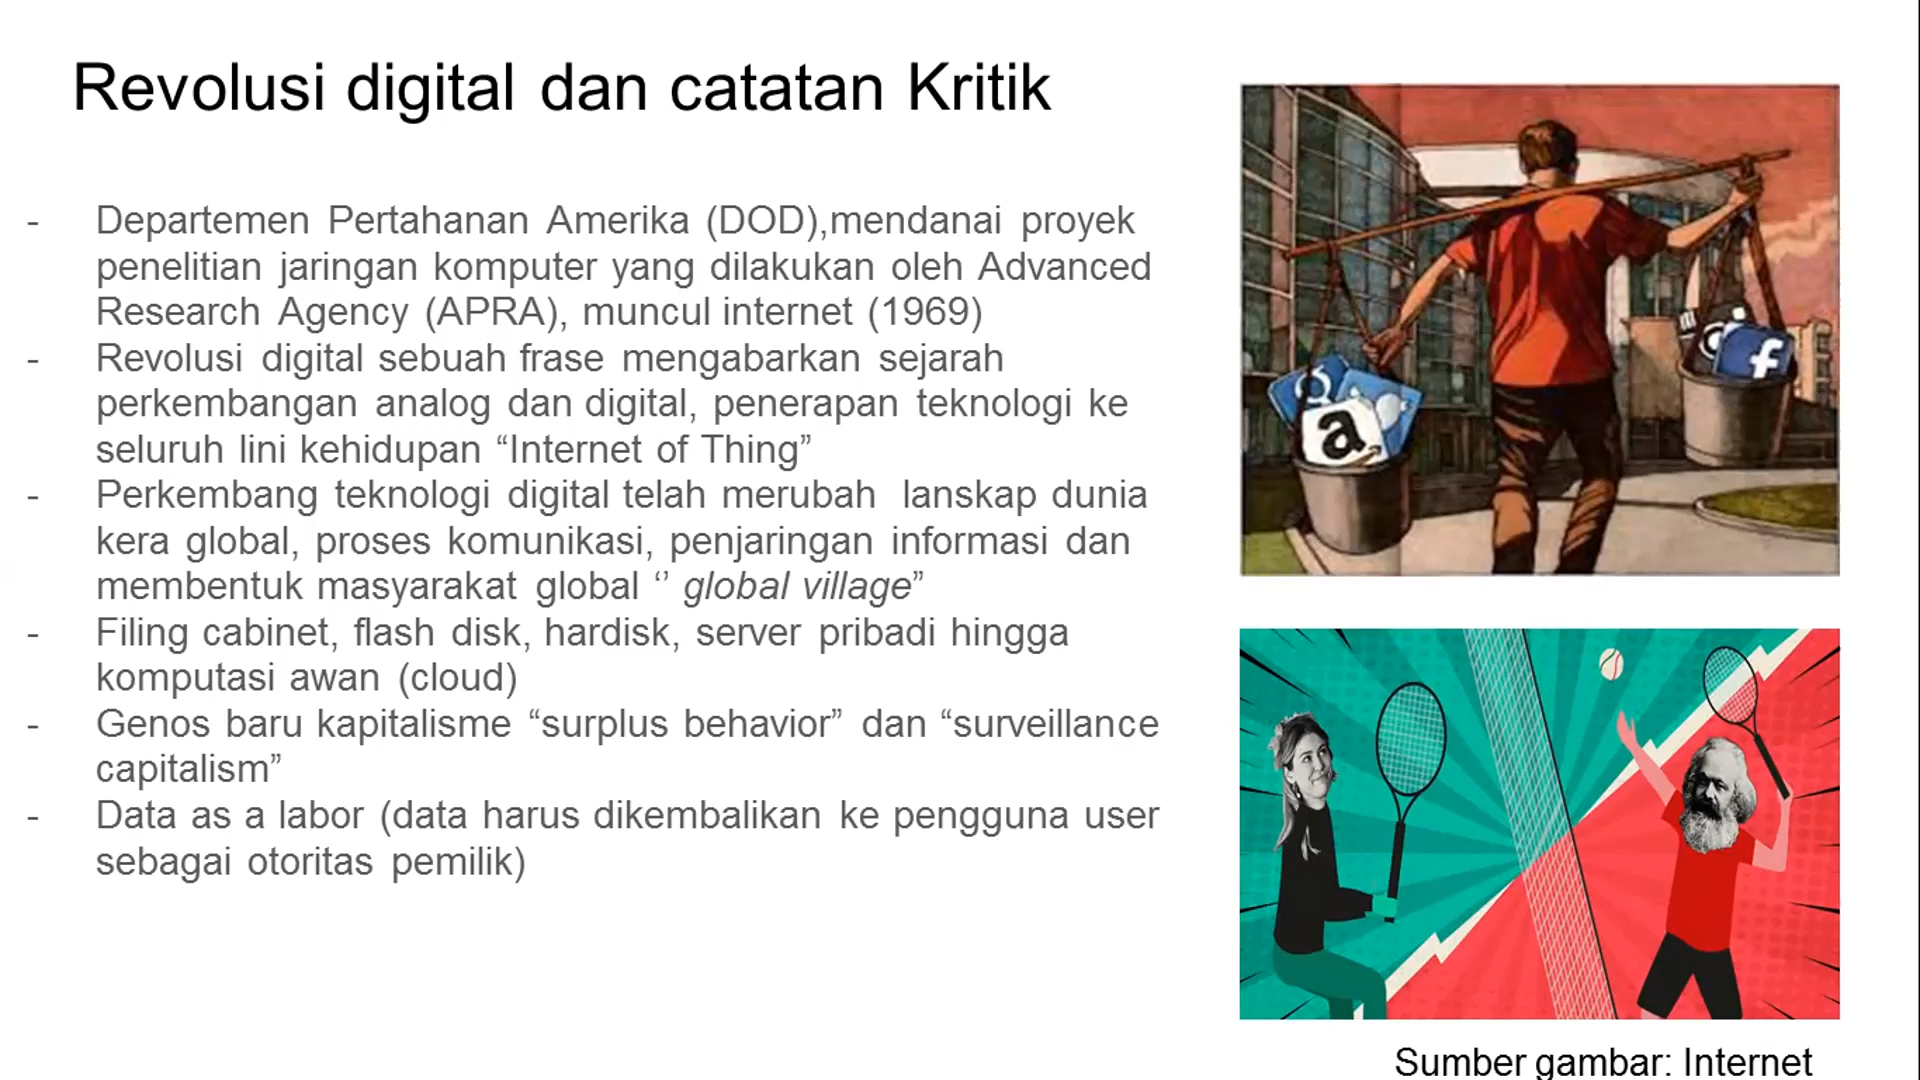 Revolusi digital dan catatan Kritik
- Departemen Pertahanan Amerika (DOD),mendanai proyek
penelitian jaringan komputer yang dilakukan oleh Advanced
Research Agency (APRA), muncul internet (1969)
- Revolusi digital sebuah frase mengabarkan sejarah
perkembangan analog dan digital, penerapan teknologi ke
seluruh lini kehidupan “Internet of Thing”
- Perkembang teknologi digital telah merubah lanskap dunia
kera global, proses komunikasi, penjaringan informasi dan
membentuk masyarakat global ‘’ global village”
- Filing cabinet, flash disk, hardisk, server pribadi hingga
komputasi awan (cloud)
- Genos baru kapitalisme “surplus behavior” dan “surveillance
capitalism”
- Data as a labor (data harus dikembalikan ke pengguna user
sebagai otoritas pemilik)
a
f
Sumber gambar: Internet